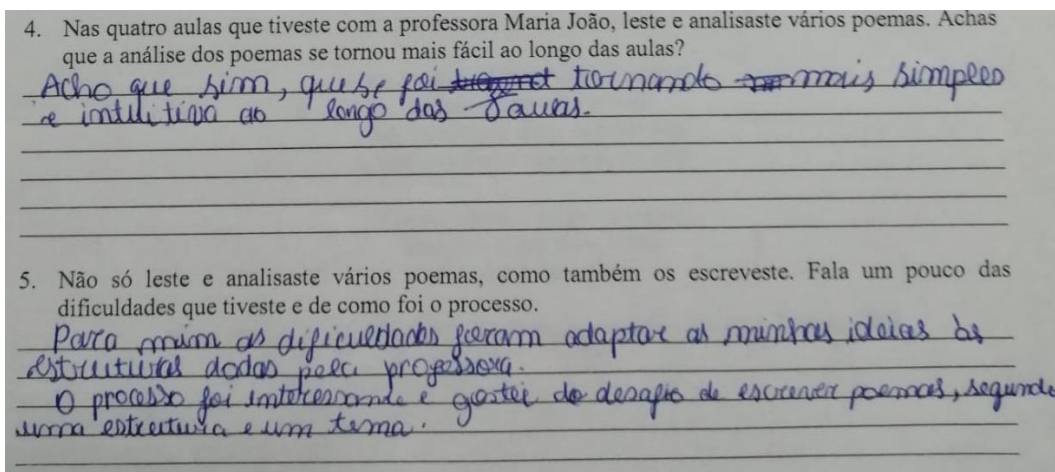 4. Nas quatro aulas que tiveste com a professora Maria João, leste e analisaste vários poemas. Achas
que a análise dos poemas se tornou mais fácil ao longo das aulas?
Acho que sim, que se foi tornando mais simples
e intuitiva ao longo das aulas.
5. Não só leste e analisaste vários poemas, como também os escreveste. Fala um pouco das
dificuldades que tiveste e de como foi o processo.
Para mim as dificuldades foram adaptar as minhas ideias às
estruturas dadas pela professora.
O processo foi interessante e gostei do desafio de escrever poemas, segundo
uma estrutura e um tema.